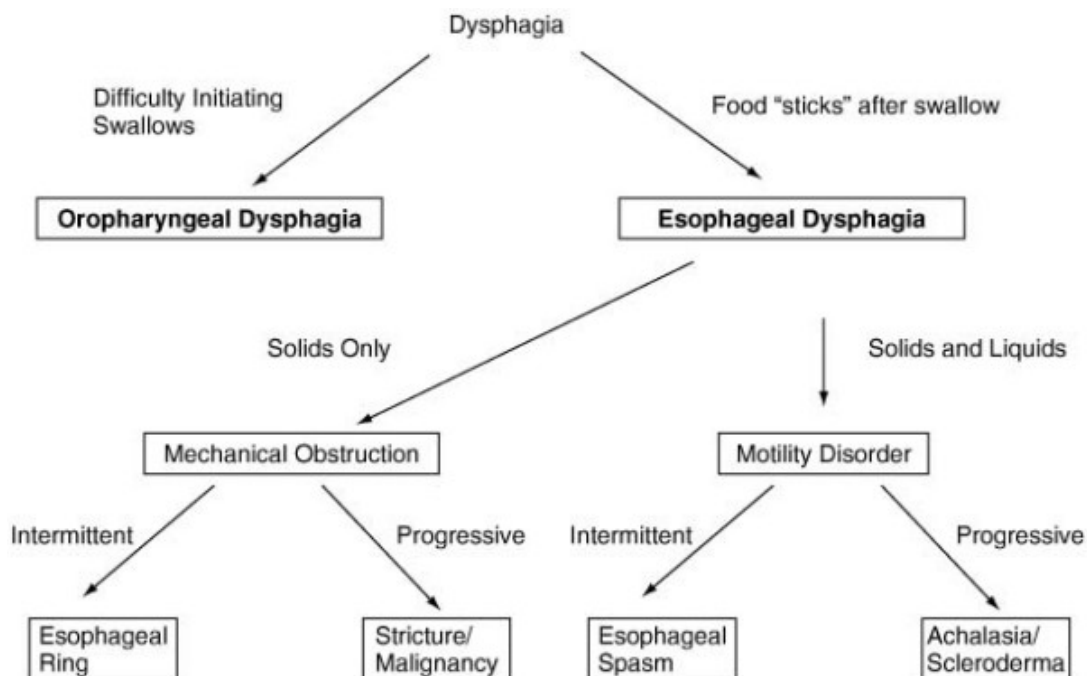 Dysphagia
Difficulty Initiating
Swallows
Food “sticks” after swallow
Oropharyngeal Dysphagia
Esophageal Dysphagia
Solids Only
Solids and Liquids
Mechanical Obstruction
Motility Disorder
Intermittent
Progressive
Intermittent
Progressive
Esophageal
Ring
Stricture/
Malignancy
Esophageal
Spasm
Achalasia/
Scleroderma